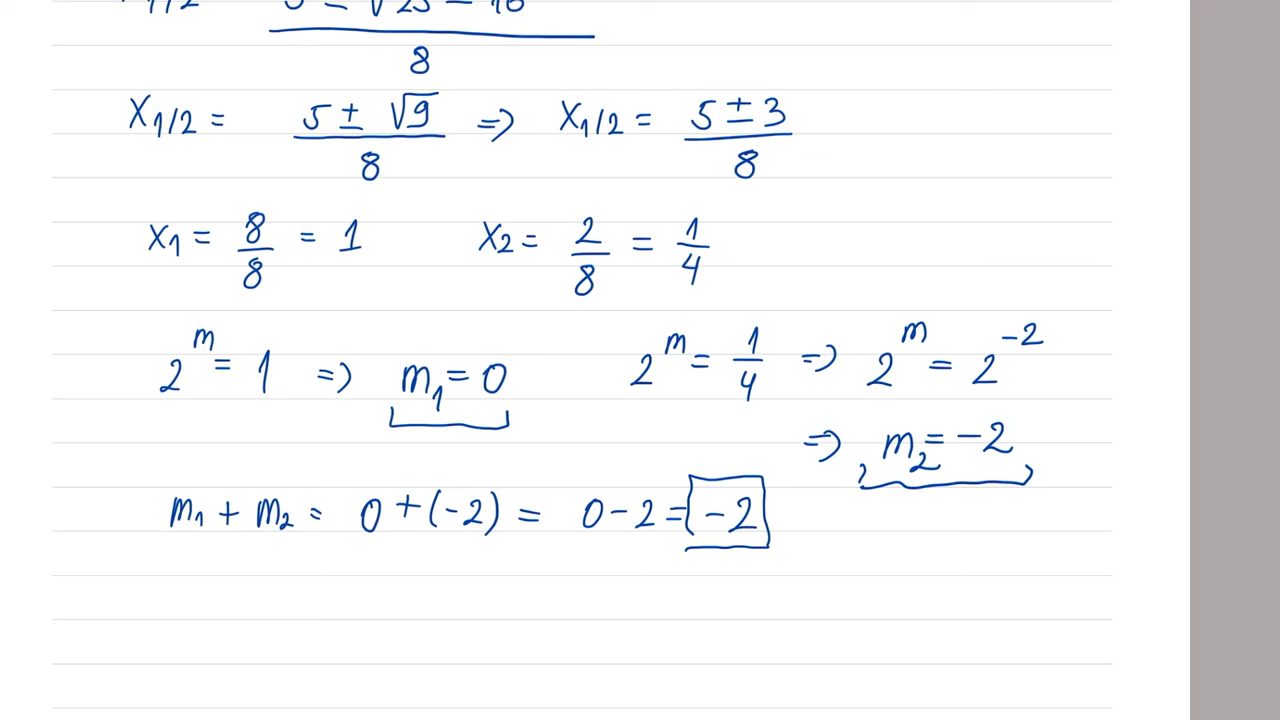 8
x1/2 = 5 ± √9 / 8 => x1/2 = 5 ± 3 / 8
x1 = 8/8 = 1 x2 = 2/8 = 1/4
2^m = 1 => m1 = 0 2^m = 1/4 => 2^m = 2^-2
=> m2 = -2
m1 + m2 = 0 + (-2) = 0 - 2 = -2